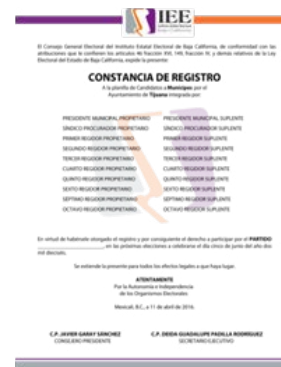 IEE
El Consejo General Electoral del Instituto Estatal Electoral de Baja California, de conformidad con las
atribuciones que le confieren los artículos 46 fracción XVI, 149, fracción IV, y demás relativos de la Ley
Electoral del Estado de Baja California, expide la presente:
CONSTANCIA DE REGISTRO
A la planilla de Candidatos a Munícipes por el
Ayuntamiento de Tijuana integrada por:
PRESIDENTE MUNICIPAL PROPIETARIO PRESIDENTE MUNICIPAL SUPLENTE
SÍNDICO PROCURADOR PROPIETARIO SÍNDICO PROCURADOR SUPLENTE
PRIMER REGIDOR PROPIETARIO PRIMER REGIDOR SUPLENTE
SEGUNDO REGIDOR PROPIETARIO SEGUNDO REGIDOR SUPLENTE
TERCER REGIDOR PROPIETARIO TERCER REGIDOR SUPLENTE
CUARTO REGIDOR PROPIETARIO CUARTO REGIDOR SUPLENTE
QUINTO REGIDOR PROPIETARIO QUINTO REGIDOR SUPLENTE
SEXTO REGIDOR PROPIETARIO SEXTO REGIDOR SUPLENTE
SÉPTIMO REGIDOR PROPIETARIO SÉPTIMO REGIDOR SUPLENTE
OCTAVO REGIDOR PROPIETARIO OCTAVO REGIDOR SUPLENTE
En virtud de habérsele otorgado el registro y por consiguiente el derecho a participar por el PARTIDO
, en las próximas elecciones a celebrarse el día cinco de junio del año dos
mil dieciséis.
Se extiende la presente para todos los efectos legales a que haya lugar.
ATENTAMENTE
Por la Autonomía e Independencia
de los Organismos Electorales
Mexicali, B.C., a 11 de abril de 2016.
C.P. JAVIER GARAY SÁNCHEZ C.P. DEIDA GUADALUPE PADILLA RODRÍGUEZ
CONSEJERO PRESIDENTE SECRETARIO EJECUTIVO